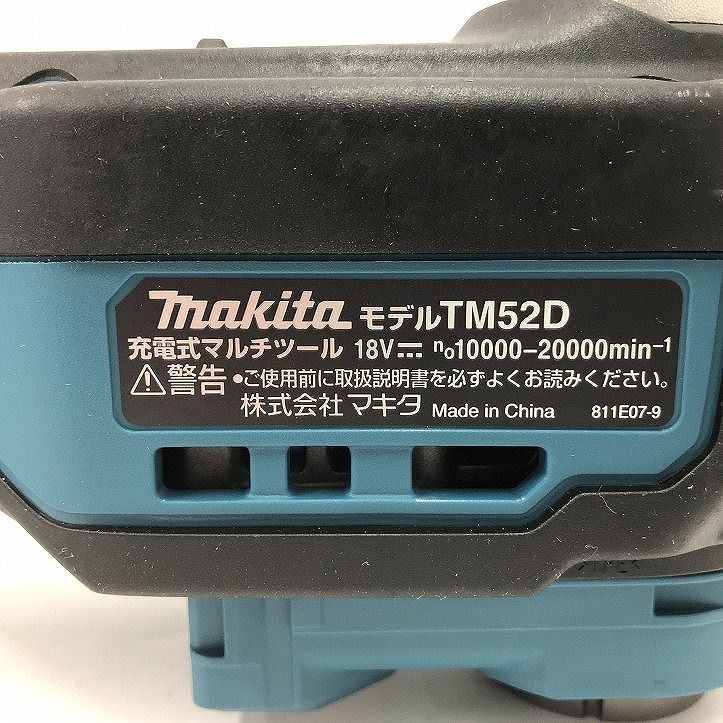 makita モデルTM52D
充電式マルチツール 18V⎓ n₀10000-20000min⁻¹
⚠警告 •ご使用前に取扱説明書を必ずよくお読みください。
株式会社マキタ Made in China 811E07-9